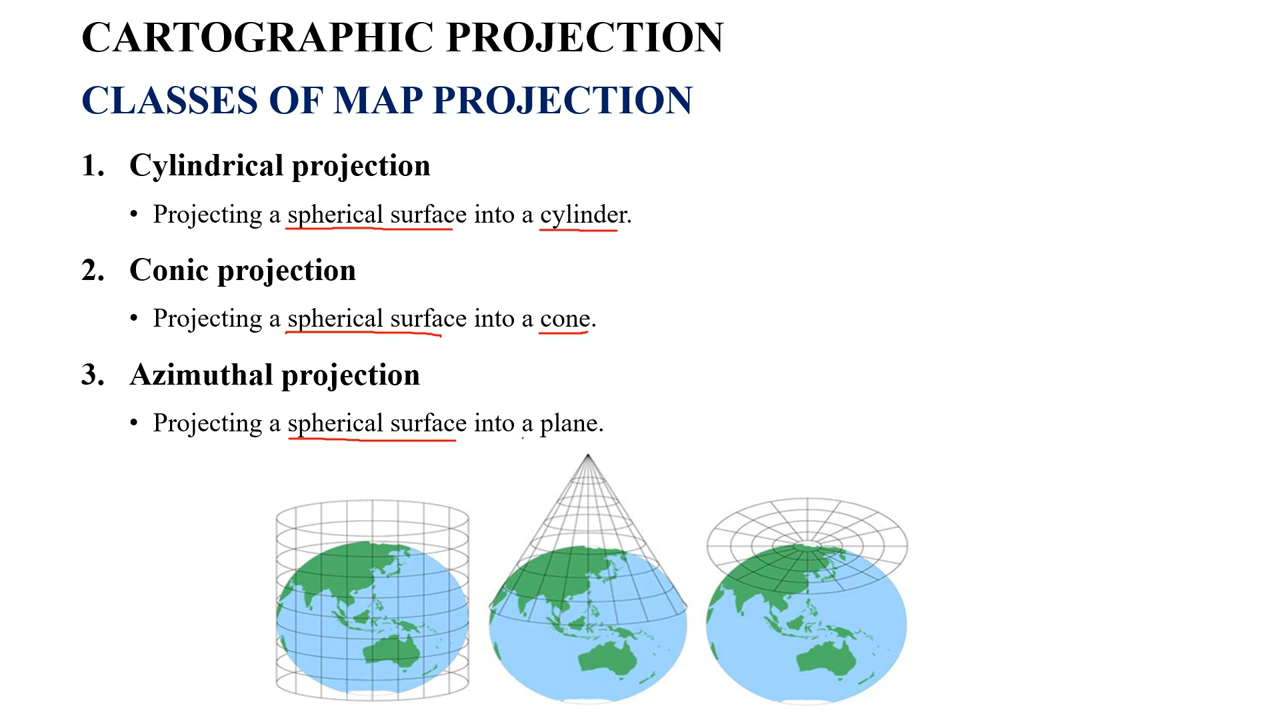 CARTOGRAPHIC PROJECTION
CLASSES OF MAP PROJECTION
1. Cylindrical projection
• Projecting a spherical surface into a cylinder.
2. Conic projection
• Projecting a spherical surface into a cone.
3. Azimuthal projection
• Projecting a spherical surface into a plane.